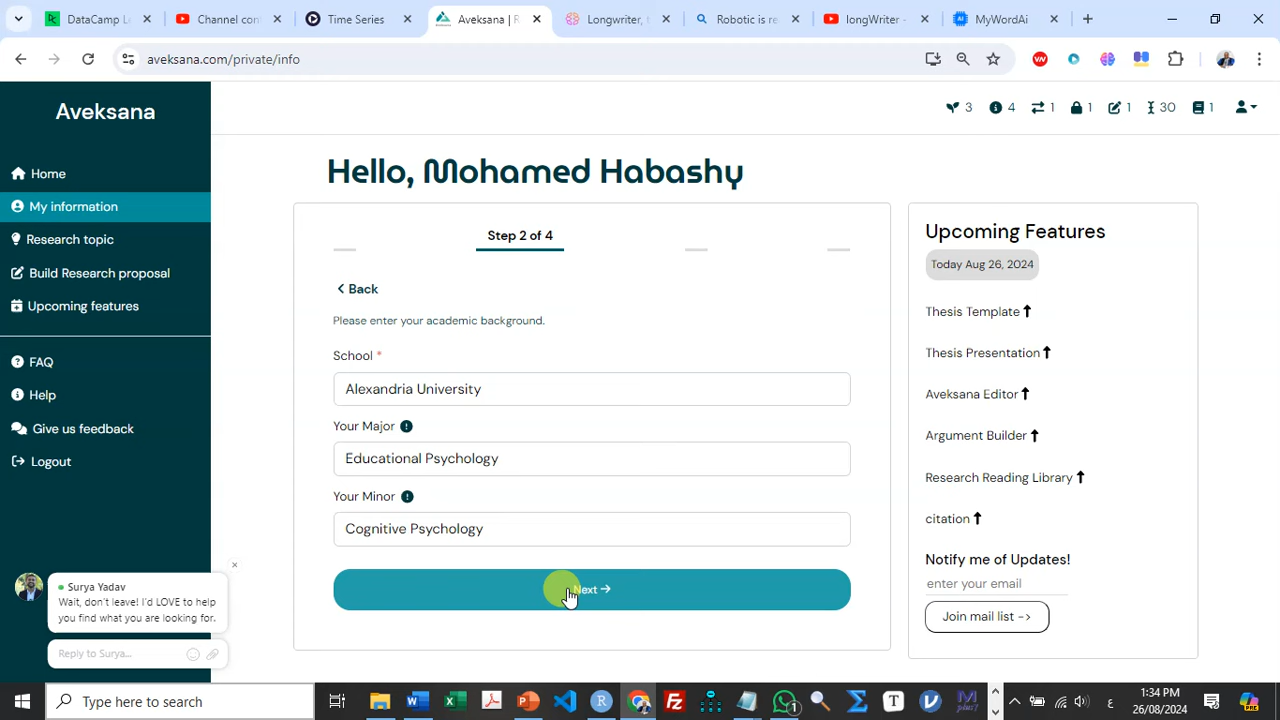 DataCamp L
Channel con
Time Series
Aveksana | R
Longwriter, t
Robotic is re
longWriter -
MyWordAi
aveksana.com/private/info
Aveksana
3
4
1
1
1
30
1
Hello, Mohamed Habashy
Home
My information
Research topic
Build Research proposal
Upcoming features
FAQ
Help
Give us feedback
Logout
Step 2 of 4
Back
Please enter your academic background.
School *
Alexandria University
Your Major
Educational Psychology
Your Minor
Cognitive Psychology
Next →
Upcoming Features
Today Aug 26, 2024
Thesis Template
Thesis Presentation
Aveksana Editor
Argument Builder
Research Reading Library
citation
Notify me of Updates!
enter your email
Join mail list ->
Surya Yadav
Wait, don't leave! I'd LOVE to help
you find what you are looking for.
Reply to Surya...
Type here to search
1:34 PM
26/08/2024